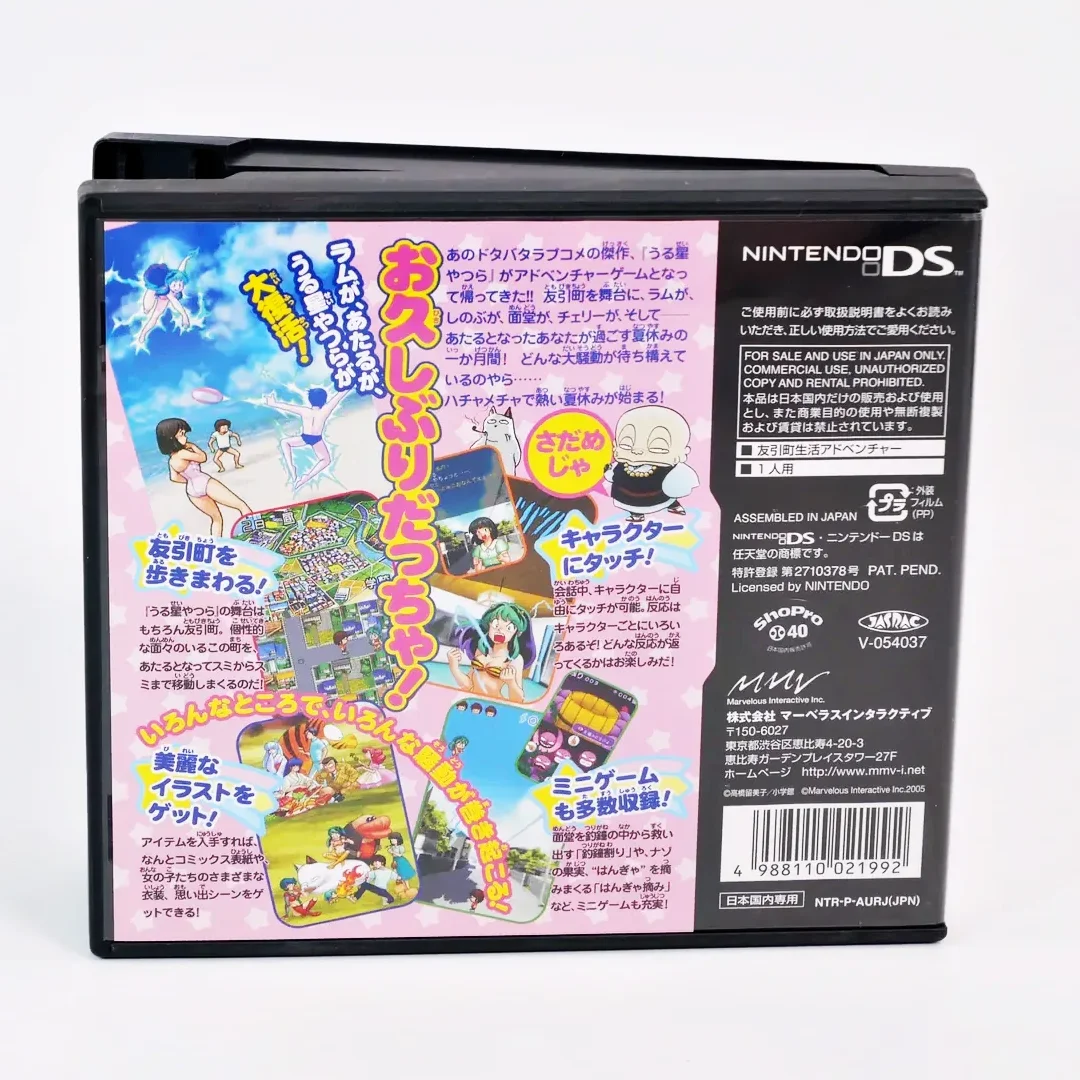 ラムが、あたるが、
うる星やつらが
大復活！
お久しぶりだっちゃ！
あのドタバタラブコメの傑作、『うる星
やつら』がアドベンチャーゲームとなっ
て帰ってきた!! 友引町を舞台に、ラムが、
しのぶが、面堂が、チェリーが、そして――
あたるとなったあなたが過ごす夏休みの
一か月間！ どんな大騒動が待ち構えて
いるのやら……
ハチャメチャで熱い夏休みが始まる！
さだめ
じゃ
友引町を
歩きまわる！
『うる星やつら』の舞台は
もちろん友引町。個性的
な面々のいるこの町を、
あたるとなってスミからス
ミまで移動しまくるのだ！
キャラクター
にタッチ！
会話中、キャラクターに自
由にタッチが可能。反応は
キャラクターごとにいろい
ろあるぞ！どんな反応が返
ってくるかはお楽しみだ！
いろんなところで、いろんな騒動が巻き起こる！
美麗な
イラストを
ゲット！
アイテムを入手すれば、
なんとコミックス表紙や、
女の子たちのさまざまな
衣装、思い出シーンをゲ
ットできる！
ミニゲーム
も多数収録！
面堂を釣鐘の中から救い
出す「釣鐘割り」や、ナゾ
の果実、“はんぎゃ”を摘
みまくる「はんぎゃ摘み」
など、ミニゲームも充実！
NINTENDO DS™
ご使用前に必ず取扱説明書をよくお読み
いただき、正しい使用方法でご愛用ください。
FOR SALE AND USE IN JAPAN ONLY.
COMMERCIAL USE, UNAUTHORIZED
COPY AND RENTAL PROHIBITED.
本品は日本国内だけの販売および使用
とし、また商業目的の使用や無断複製
および賃貸は禁止されています。
■ 友引町生活アドベンチャー
■ 1人用
ASSEMBLED IN JAPAN
プラ
外装
フィルム
(PP)
NINTENDO DS・ニンテンドーDSは
任天堂の商標です。
特許登録 第2710378号 PAT. PEND.
Licensed by NINTENDO
ShoPro
40
日本国内販売許可
JASRAC
V-054037
MMV
Marvelous Interactive Inc.
株式会社 マーベラスインタラクティブ
〒150-6027
東京都渋谷区恵比寿4-20-3
恵比寿ガーデンプレイスタワー27F
ホームページ http://www.mmv-i.net
©高橋留美子／小学館 ©Marvelous Interactive Inc.2005
4 988110 021992
日本国内専用
NTR-P-AURJ(JPN)